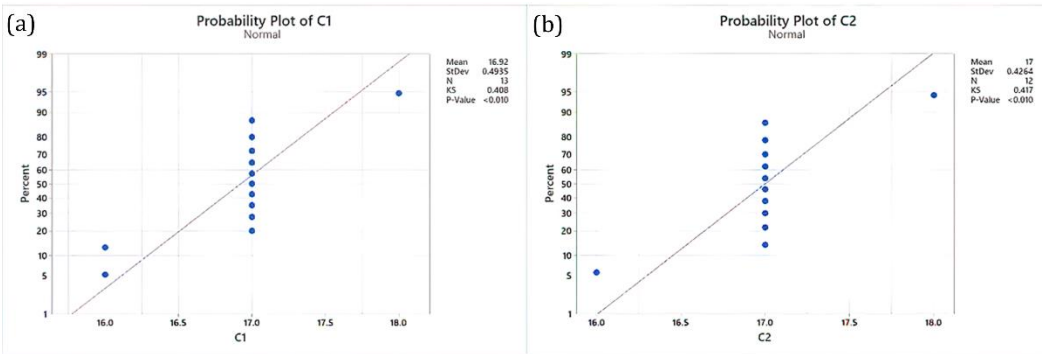 (a)
Probability Plot of C1
Normal
99
95
90
80
70
60
50
40
30
20
10
5
1
Percent
16.0 16.5 17.0 17.5 18.0
C1
Mean 16.92
StDev 0.4935
N 13
KS 0.408
P-Value <0.010
(b)
Probability Plot of C2
Normal
99
95
90
80
70
60
50
40
30
20
10
5
1
Percent
16.0 16.5 17.0 17.5 18.0
C2
Mean 17
StDev 0.4264
N 12
KS 0.417
P-Value <0.010